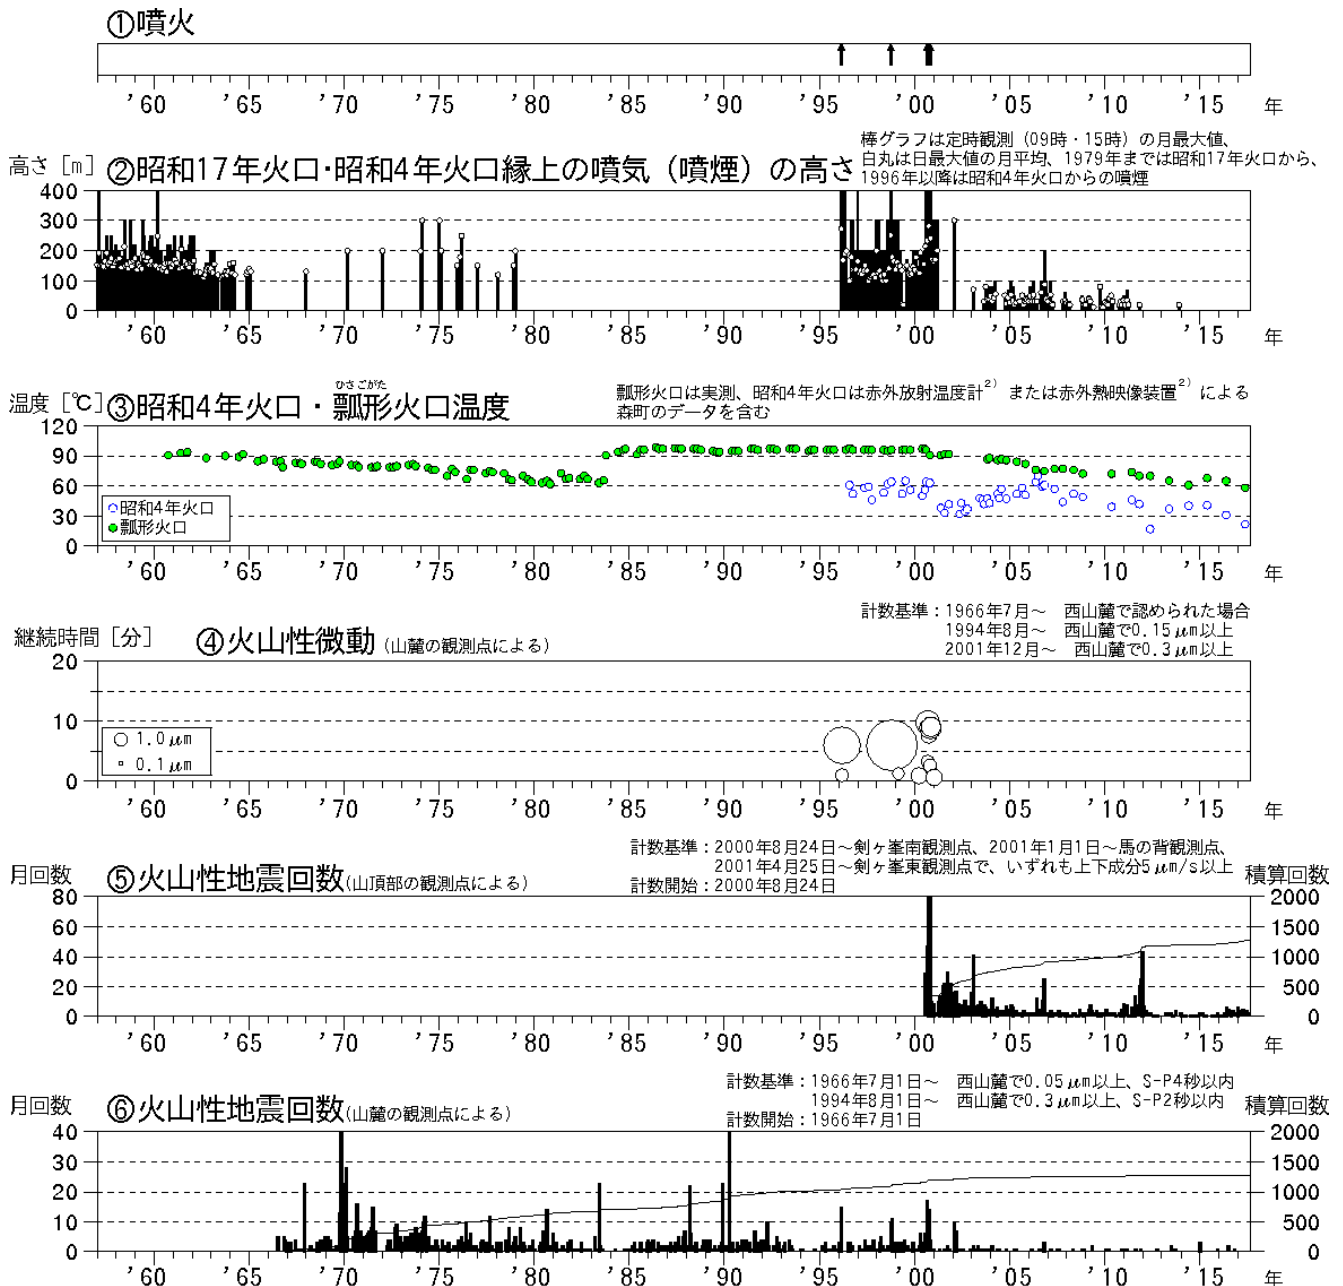 ①噴火
'60 '65 '70 '75 '80 '85 '90 '95 '00 '05 '10 '15 年
棒グラフは定時観測（09時・15時）の月最大値、
高さ [m] ②昭和17年火口・昭和4年火口縁上の噴気（噴煙）の高さ 白丸は日最大値の月平均、1979年までは昭和17年火口から、
1996年以降は昭和4年火口からの噴煙
400
300
200
100
0
'60 '65 '70 '75 '80 '85 '90 '95 '00 '05 '10 '15 年
ひさごがた
温度 [℃] ③昭和4年火口・瓢形火口温度 瓢形火口は実測、昭和4年火口は赤外放射温度計2) または赤外熱映像装置2) による
森町のデータを含む
120
90
60
昭和4年火口
30
瓢形火口
0
'60 '65 '70 '75 '80 '85 '90 '95 '00 '05 '10 '15 年
計数基準：1966年7月～ 西山麓で認められた場合
継続時間 [分] ④火山性微動 (山麓の観測点による) 1994年8月～ 西山麓で0.15μm以上
2001年12月～ 西山麓で0.3μm以上
20
10
1.0μm
0.1μm
0
'60 '65 '70 '75 '80 '85 '90 '95 '00 '05 '10 '15 年
計数基準：2000年8月24日～剣ヶ峯南観測点、2001年1月1日～馬の背観測点、
2001年4月25日～剣ヶ峯東観測点で、いずれも上下成分5μm/s以上
月回数 ⑤火山性地震回数(山頂部の観測点による) 計数開始：2000年8月24日 積算回数
80 2000
60 1500
40 1000
20 500
0 0
'60 '65 '70 '75 '80 '85 '90 '95 '00 '05 '10 '15 年
計数基準：1966年7月1日～ 西山麓で0.05μm以上、S-P4秒以内
1994年8月1日～ 西山麓で0.3μm以上、S-P2秒以内
月回数 ⑥火山性地震回数(山麓の観測点による) 計数開始：1966年7月1日 積算回数
40 2000
30 1500
20 1000
10 500
0 0
'60 '65 '70 '75 '80 '85 '90 '95 '00 '05 '10 '15 年